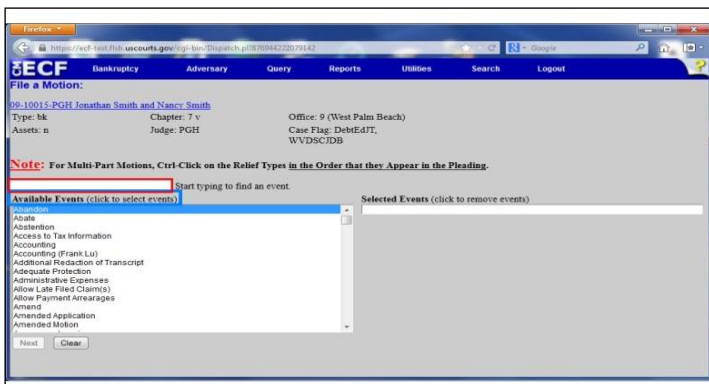 Firefox
https://ecf-test.flsb.uscourts.gov/cgi-bin/Dispatch.pl?876944222079142
Google
ECF Bankruptcy Adversary Query Reports Utilities Search Logout
?
File a Motion:
09-10015-PGH Jonathan Smith and Nancy Smith
Type: bk Chapter: 7 v Office: 9 (West Palm Beach)
Assets: n Judge: PGH Case Flag: DebtEdJT,
WVDSCJDB
Note: For Multi-Part Motions, Ctrl-Click on the Relief Types in the Order that they Appear in the Pleading.
Start typing to find an event.
Available Events (click to select events) Selected Events (click to remove events)
Abandon
Abate
Abstention
Access to Tax Information
Accounting
Accounting (Frank Lu)
Additional Redaction of Transcript
Adequate Protection
Administrative Expenses
Allow Late Filed Claim(s)
Allow Payment Arrearages
Amend
Amended Application
Amended Motion
Next Clear